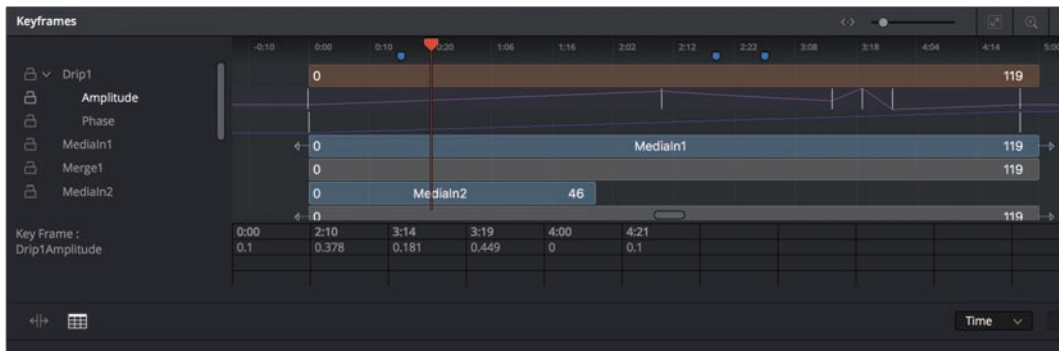 Keyframes
-0:10 0:00 0:10 0:20 1:06 1:16 2:02 2:12 2:22 3:08 3:18 4:04 4:14 5:00
Drip1 0 119
Amplitude
Phase
MediaIn1 0 MediaIn1 119
Merge1 0 119
MediaIn2 0 MediaIn2 46
0 119
Key Frame : 0:00 2:10 3:14 3:19 4:00 4:21
Drip1Amplitude 0.1 0.378 0.181 0.449 0 0.1
Time